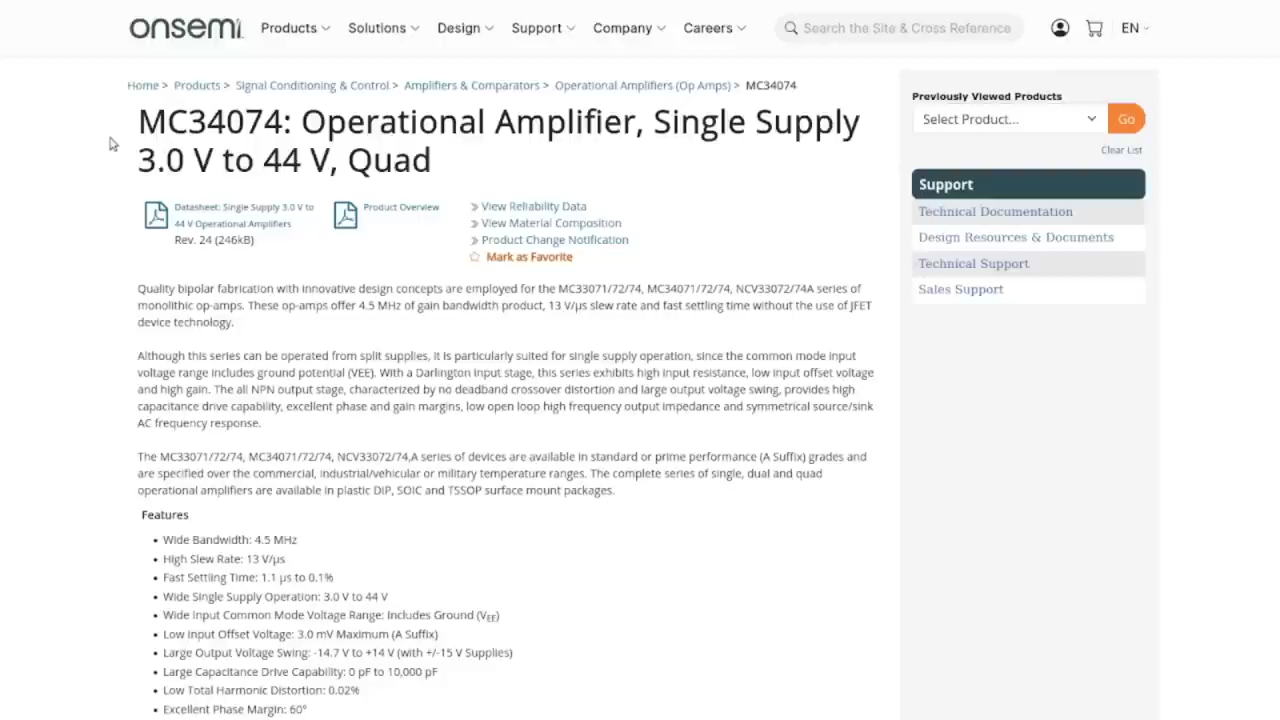 onsemi Products Solutions Design Support Company Careers Search the Site & Cross Reference EN
Home > Products > Signal Conditioning & Control > Amplifiers & Comparators > Operational Amplifiers (Op Amps) > MC34074
MC34074: Operational Amplifier, Single Supply
3.0 V to 44 V, Quad
Datasheet: Single Supply 3.0 V to
44 V Operational Amplifiers
Rev. 24 (246kB)
Product Overview
» View Reliability Data
» View Material Composition
» Product Change Notification
☆ Mark as Favorite
Quality bipolar fabrication with innovative design concepts are employed for the MC33071/72/74, MC34071/72/74, NCV33072/74A series of
monolithic op-amps. These op-amps offer 4.5 MHz of gain bandwidth product, 13 V/µs slew rate and fast settling time without the use of JFET
device technology.
Although this series can be operated from split supplies, it is particularly suited for single supply operation, since the common mode input
voltage range includes ground potential (VEE). With a Darlington input stage, this series exhibits high input resistance, low input offset voltage
and high gain. The all NPN output stage, characterized by no deadband crossover distortion and large output voltage swing, provides high
capacitance drive capability, excellent phase and gain margins, low open loop high frequency output impedance and symmetrical source/sink
AC frequency response.
The MC33071/72/74, MC34071/72/74, NCV33072/74,A series of devices are available in standard or prime performance (A Suffix) grades and
are specified over the commercial, industrial/vehicular or military temperature ranges. The complete series of single, dual and quad
operational amplifiers are available in plastic DIP, SOIC and TSSOP surface mount packages.
Features
• Wide Bandwidth: 4.5 MHz
• High Slew Rate: 13 V/µs
• Fast Settling Time: 1.1 µs to 0.1%
• Wide Single Supply Operation: 3.0 V to 44 V
• Wide Input Common Mode Voltage Range: Includes Ground (VEE)
• Low Input Offset Voltage: 3.0 mV Maximum (A Suffix)
• Large Output Voltage Swing: -14.7 V to +14 V (with +/-15 V Supplies)
• Large Capacitance Drive Capability: 0 pF to 10,000 pF
• Low Total Harmonic Distortion: 0.02%
• Excellent Phase Margin: 60°
Previously Viewed Products
Select Product... Go
Clear List
Support
Technical Documentation
Design Resources & Documents
Technical Support
Sales Support